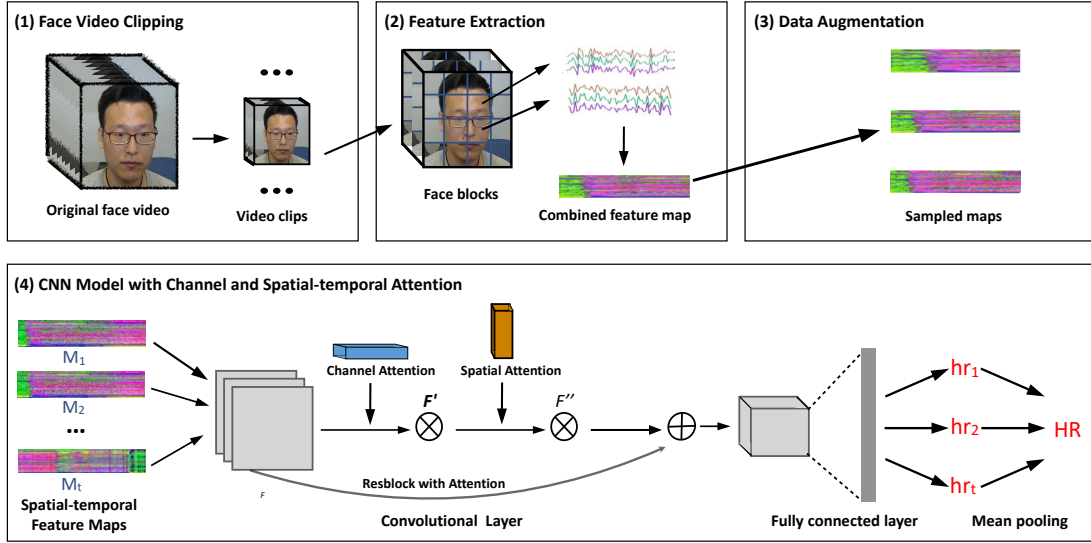 (1) Face Video Clipping
Original face video
Video clips
(2) Feature Extraction
Face blocks
Combined feature map
(3) Data Augmentation
Sampled maps
(4) CNN Model with Channel and Spatial-temporal Attention
M1
M2
...
Mt
Spatial-temporal
Feature Maps
F
Channel Attention
F'
Spatial Attention
F''
Resblock with Attention
Convolutional Layer
Fully connected layer
hr1
hr2
hrt
HR
Mean pooling